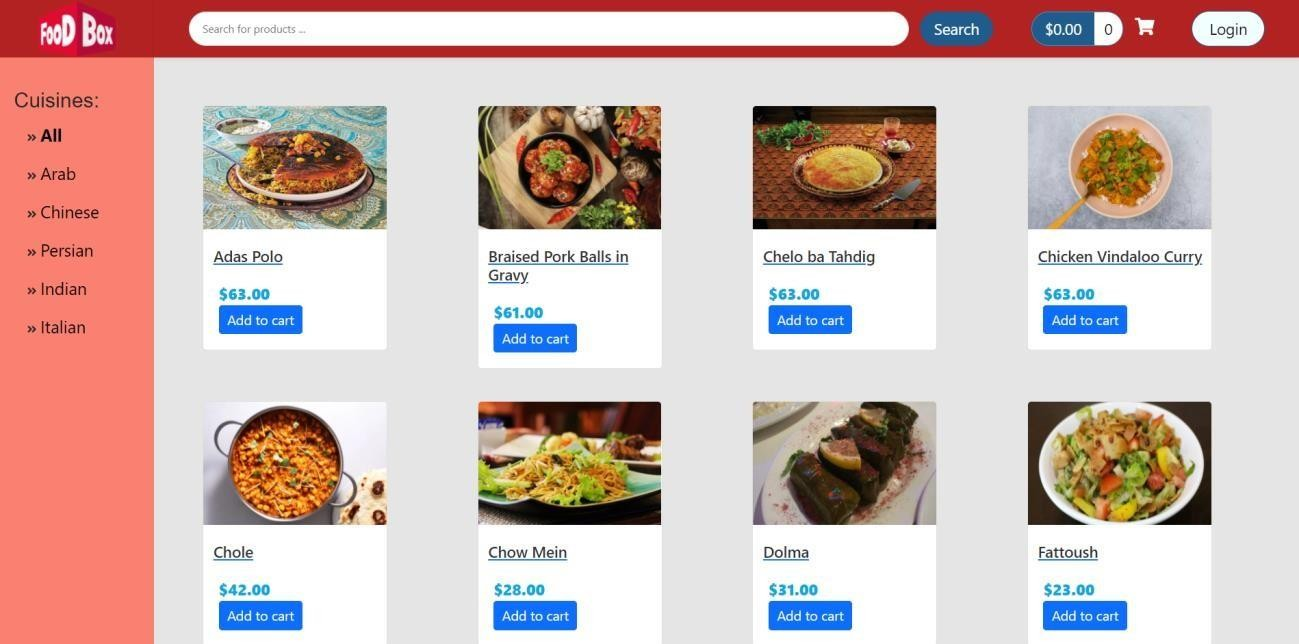 FooD Box
Search for products ...
Search
$0.00 0
Login
Cuisines:
» All
» Arab
» Chinese
» Persian
» Indian
» Italian
Adas Polo
$63.00
Add to cart
Braised Pork Balls in
Gravy
$61.00
Add to cart
Chelo ba Tahdig
$63.00
Add to cart
Chicken Vindaloo Curry
$63.00
Add to cart
Chole
$42.00
Add to cart
Chow Mein
$28.00
Add to cart
Dolma
$31.00
Add to cart
Fattoush
$23.00
Add to cart